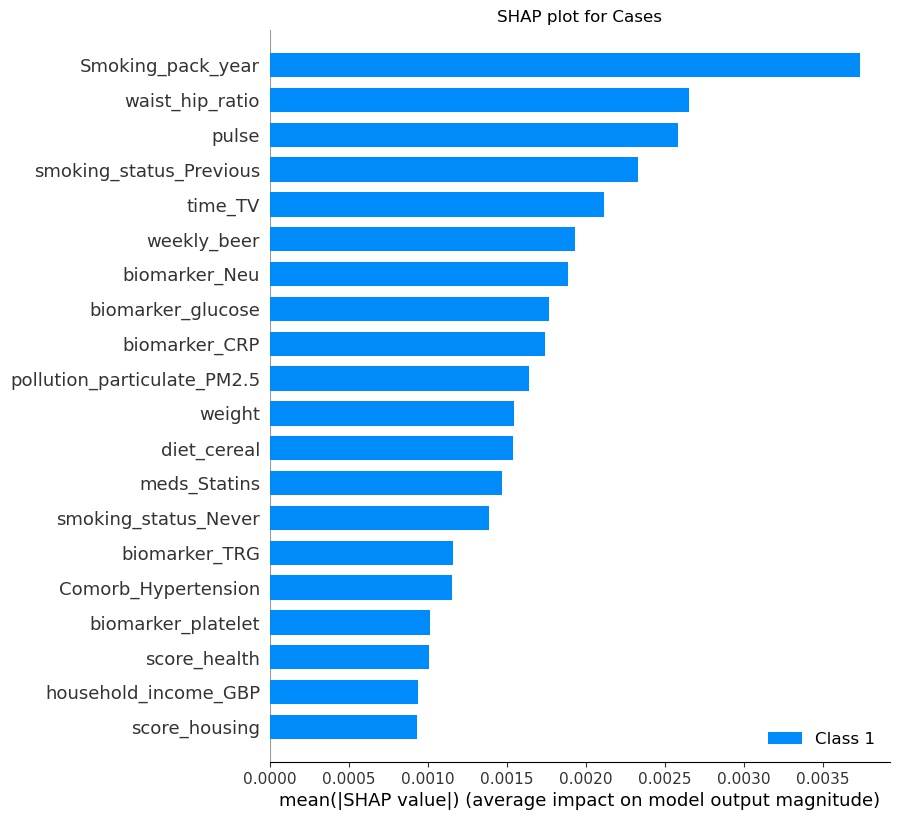 SHAP plot for Cases
Smoking_pack_year
waist_hip_ratio
pulse
smoking_status_Previous
time_TV
weekly_beer
biomarker_Neu
biomarker_glucose
biomarker_CRP
pollution_particulate_PM2.5
weight
diet_cereal
meds_Statins
smoking_status_Never
biomarker_TRG
Comorb_Hypertension
biomarker_platelet
score_health
household_income_GBP
score_housing
Class 1
0.0000 0.0005 0.0010 0.0015 0.0020 0.0025 0.0030 0.0035
mean(|SHAP value|) (average impact on model output magnitude)